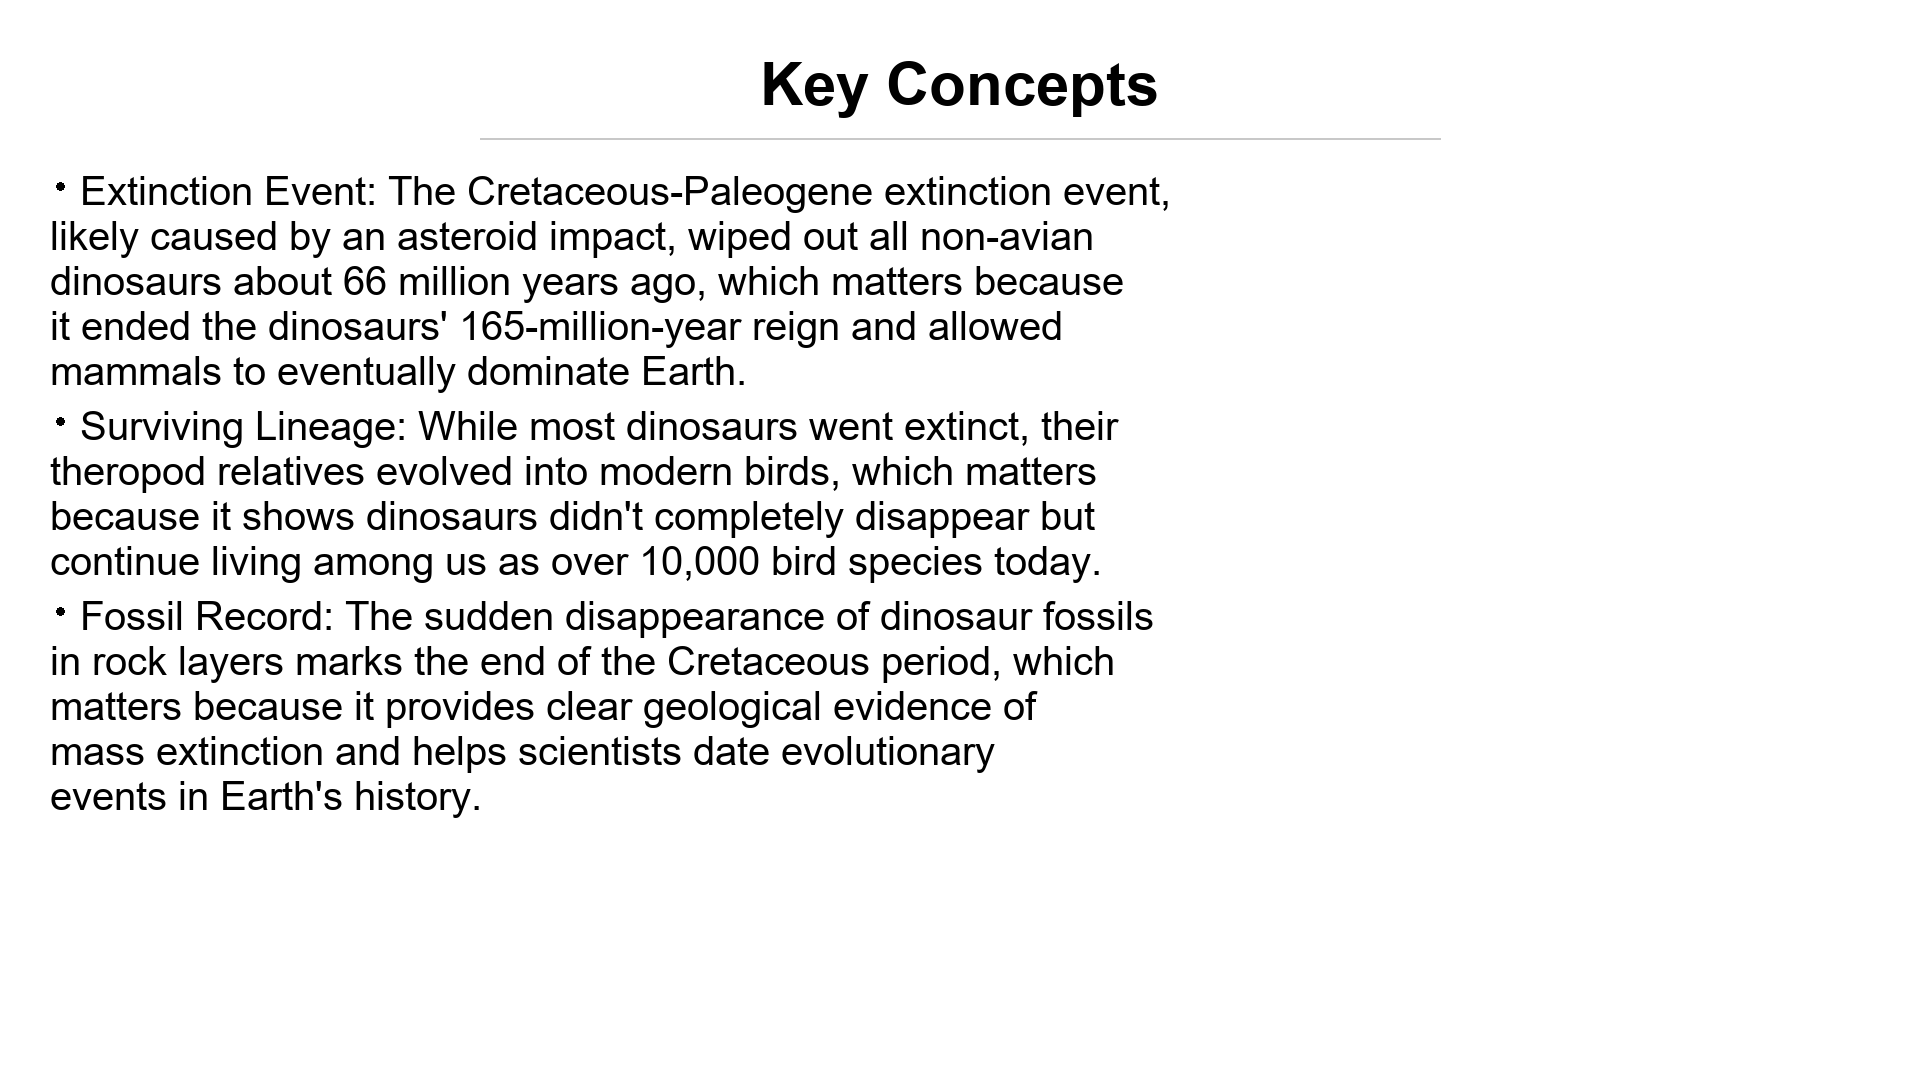 Key Concepts
• Extinction Event: The Cretaceous-Paleogene extinction event,
likely caused by an asteroid impact, wiped out all non-avian
dinosaurs about 66 million years ago, which matters because
it ended the dinosaurs' 165-million-year reign and allowed
mammals to eventually dominate Earth.
• Surviving Lineage: While most dinosaurs went extinct, their
theropod relatives evolved into modern birds, which matters
because it shows dinosaurs didn't completely disappear but
continue living among us as over 10,000 bird species today.
• Fossil Record: The sudden disappearance of dinosaur fossils
in rock layers marks the end of the Cretaceous period, which
matters because it provides clear geological evidence of
mass extinction and helps scientists date evolutionary
events in Earth's history.